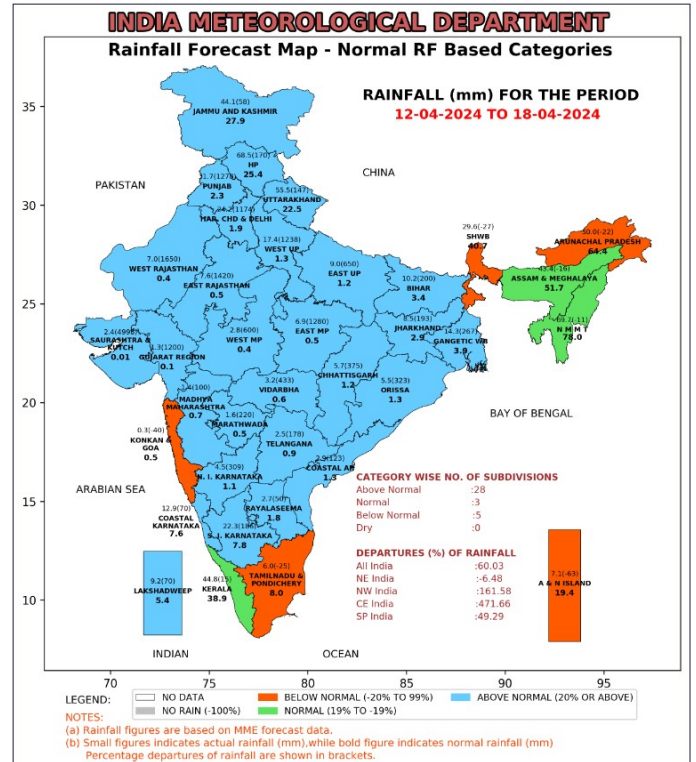 INDIA METEOROLOGICAL DEPARTMENT
Rainfall Forecast Map - Normal RF Based Categories
RAINFALL (mm) FOR THE PERIOD
12-04-2024 TO 18-04-2024
35
44.1(58)
JAMMU AND KASHMIR
27.9
68.5(170)
HP
25.4
CHINA
PAKISTAN
PUNJAB
2.3
55.5(147)
UTTARAKHAND
22.5
30
HAR. CHD & DELHI
1.9
29.6(-27)
SHWB
40.7
50.0(-22)
ARUNACHAL PRADESH
64.4
17.4(1238)
WEST UP
1.3
7.0(1650)
WEST RAJASTHAN
0.4
EAST RAJASTHAN
0.5
9.0(650)
EAST UP
1.2
10.2(200)
BIHAR
3.4
43.4(-16)
ASSAM & MEGHALAYA
51.7
25
2.4(4998)
SAURASHTRA &
KUTCH
0.01
GUJARAT REGION
0.1
2.8(600)
WEST MP
0.4
6.9(1280)
EAST MP
0.5
JHARKHAND
2.9
14.3(267)
GANGETIC WB
3.9
N M M T
78.0
MADHYA
MAHARASHTRA
0.7
3.2(433)
VIDARBHA
0.6
5.7(375)
CHHATTISGARH
1.2
5.5(323)
ORISSA
1.3
20
1.6(220)
MARATHWADA
0.5
BAY OF BENGAL
0.3(-40)
KONKAN &
GOA
0.5
2.5(178)
TELANGANA
0.9
2.9(123)
COASTAL AP
1.3
4.5(309)
N. I. KARNATAKA
1.1
ARABIAN SEA
15
2.7(50)
RAYALASEEMA
1.8
12.9(70)
COASTAL
KARNATAKA
7.6
S. I. KARNATAKA
7.8
CATEGORY WISE NO. OF SUBDIVISIONS
Above Normal :28
Normal :3
Below Normal :5
Dry :0
DEPARTURES (%) OF RAINFALL
All India :60.03
NE India :-6.48
NW India :161.58
CE India :471.66
SP India :49.29
9.2(70)
LAKSHADWEEP
5.4
44.8(15)
KERALA
38.9
6.0(-25)
TAMILNADU &
PONDICHERY
8.0
7.1(-63)
A & N ISLAND
19.4
10
INDIAN OCEAN
70 75 80 85 90 95
LEGEND:
NO DATA BELOW NORMAL (-20% TO 99%) ABOVE NORMAL (20% OR ABOVE)
NO RAIN (-100%) NORMAL (19% TO -19%)
NOTES:
(a) Rainfall figures are based on MME forecast data.
(b) Small figures indicates actual rainfall (mm),while bold figure indicates normal rainfall (mm)
Percentage departures of rainfall are shown in brackets.